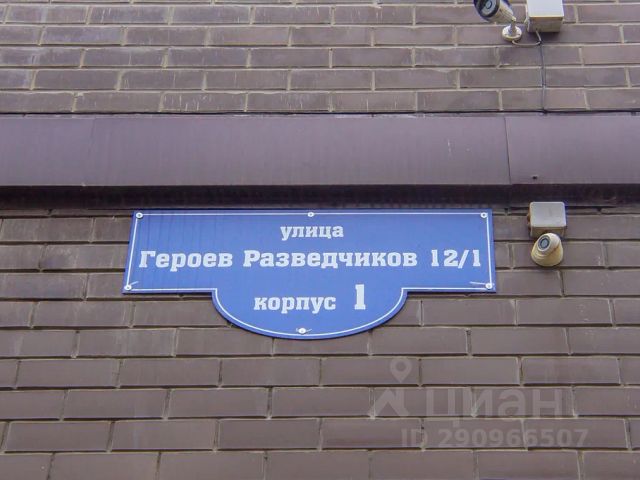 улица
Героев Разведчиков 12/1
корпус 1
циан
ID 290966507